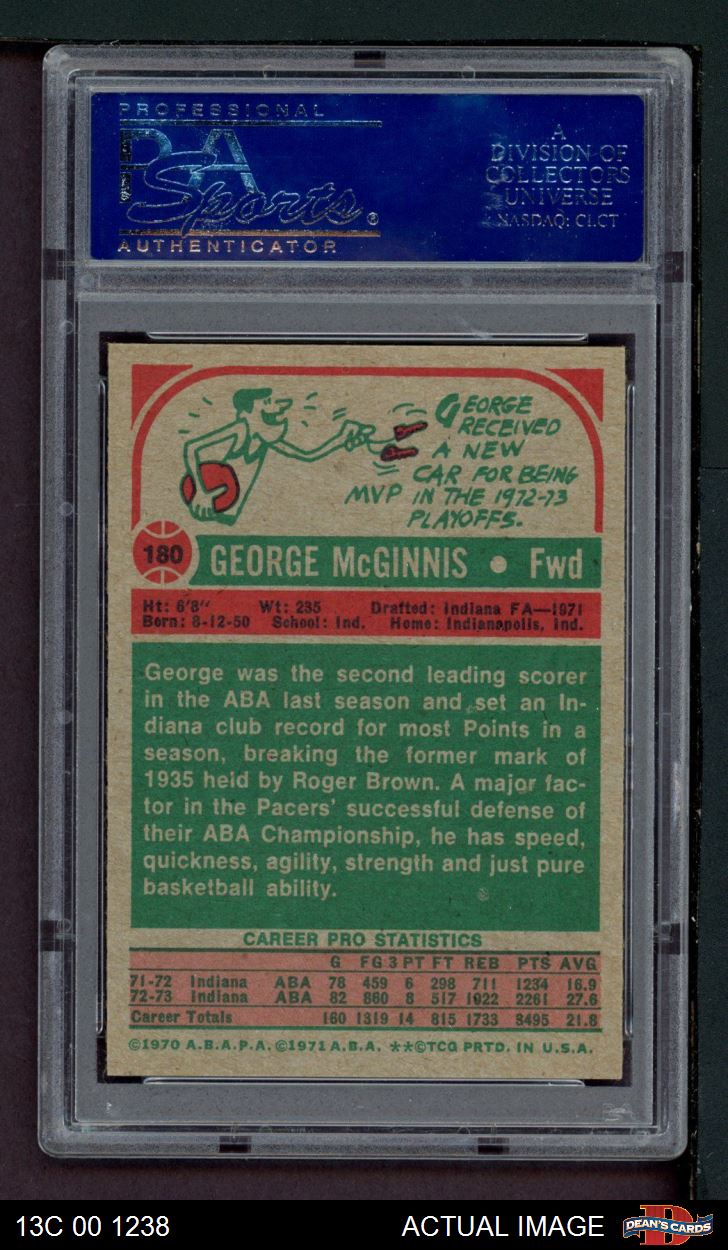 PROFESSIONAL
PSA
Sports®
AUTHENTICATOR
A
DIVISION OF
COLLECTORS
UNIVERSE
NASDAQ: CLCT
GEORGE
RECEIVED
A NEW
CAR FOR BEING
MVP IN THE 1972-73
PLAYOFFS.
180 GEORGE McGINNIS • Fwd
Ht: 6'8" Wt: 235 Drafted: Indiana FA—1971
Born: 8-12-50 School: Ind. Home: Indianapolis, Ind.
George was the second leading scorer
in the ABA last season and set an In-
diana club record for most Points in a
season, breaking the former mark of
1935 held by Roger Brown. A major fac-
tor in the Pacers' successful defense of
their ABA Championship, he has speed,
quickness, agility, strength and just pure
basketball ability.
CAREER PRO STATISTICS
G FG 3 PT FT REB PTS AVG
71-72 Indiana ABA 78 459 6 298 711 1234 16.9
72-73 Indiana ABA 82 860 8 517 1022 2261 27.6
Career Totals 160 1319 14 815 1733 3495 21.8
©1970 A.B.A.P.A. ©1971 A.B.A. **©TCG PRTD. IN U.S.A.
13C 00 1238 ACTUAL IMAGE DEAN'S CARDS